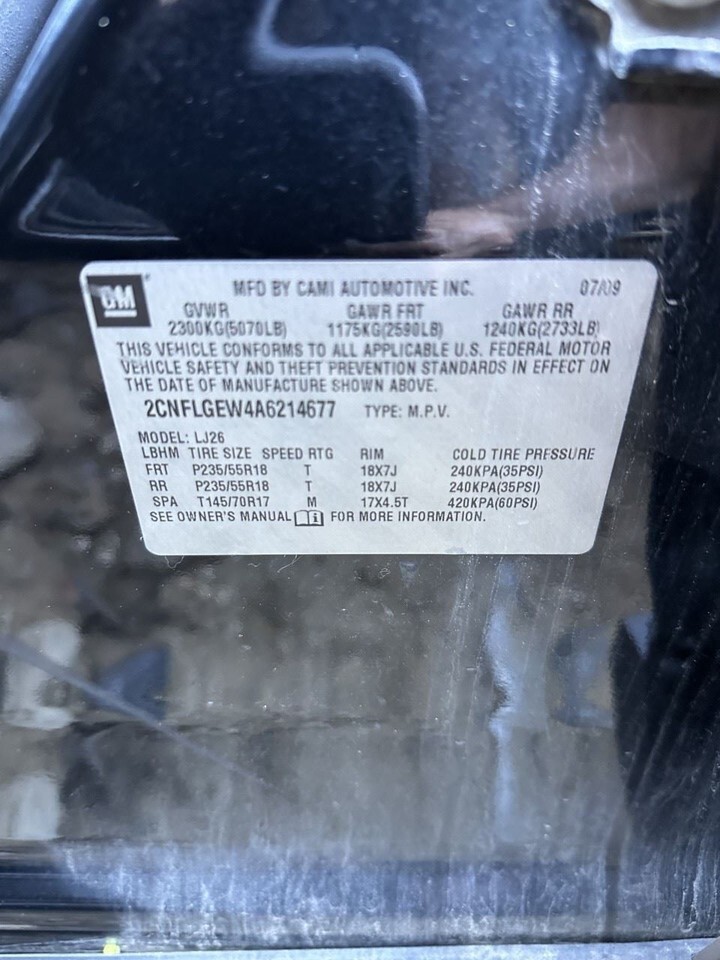 GM
MFD BY CAMI AUTOMOTIVE INC. 07/09
GVWR GAWR FRT GAWR RR
2300KG(5070LB) 1175KG(2590LB) 1240KG(2733LB)
THIS VEHICLE CONFORMS TO ALL APPLICABLE U.S. FEDERAL MOTOR
VEHICLE SAFETY AND THEFT PREVENTION STANDARDS IN EFFECT ON
THE DATE OF MANUFACTURE SHOWN ABOVE.
2CNFLGEW4A6214677 TYPE: M.P.V.
MODEL: LJ26
LBHM TIRE SIZE SPEED RTG RIM COLD TIRE PRESSURE
FRT P235/55R18 T 18X7J 240KPA(35PSI)
RR P235/55R18 T 18X7J 240KPA(35PSI)
SPA T145/70R17 M 17X4.5T 420KPA(60PSI)
SEE OWNER'S MANUAL i FOR MORE INFORMATION.